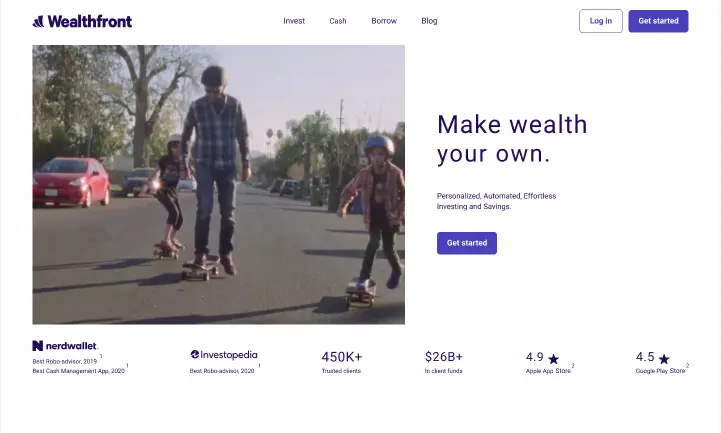 Wealthfront
Invest
Cash
Borrow
Blog
Log in
Get started
Make wealth
your own.
Personalized, Automated, Effortless
Investing and Savings.
Get started
nerdwallet.
Best Robo-advisor, 2019 1
Best Cash Management App, 2020 1
Investopedia
Best Robo-advisor, 2020 1
450K+
Trusted clients
$26B+
In client funds
4.9 ★
Apple App Store 2
4.5 ★
Google Play Store 2